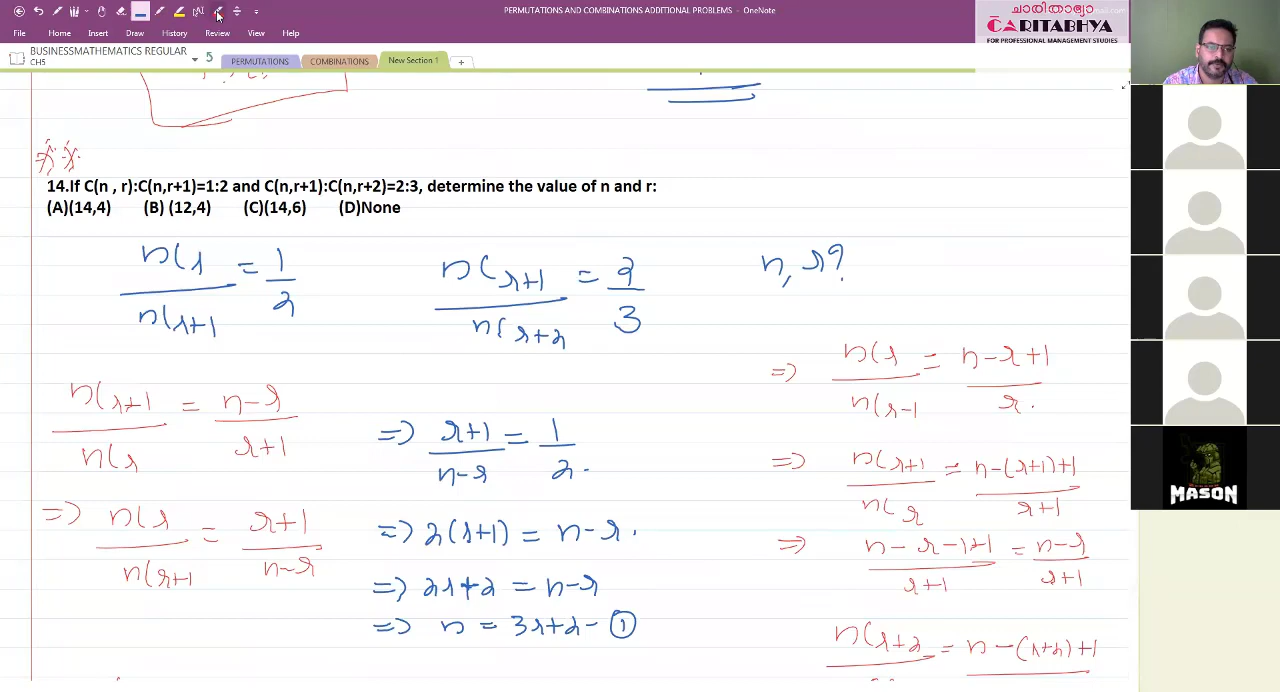 PERMUTATIONS AND COMBINATIONS ADDITIONAL PROBLEMS - OneNote
ചാരിതാഭ്യ
CARITABHYA
FOR PROFESSIONAL MANAGEMENT STUDIES
File Home Insert Draw History Review View Help
BUSINESSMATHEMATICS REGULAR
CH5
5
PERMUTATIONS COMBINATIONS New Section 1 +
14.If C(n , r):C(n,r+1)=1:2 and C(n,r+1):C(n,r+2)=2:3, determine the value of n and r:
(A)(14,4) (B) (12,4) (C)(14,6) (D)None
nCr / nCr+1 = 1/2
nCr+1 / nCr+2 = 2/3
n, r?
nCr+1 / nCr = n-r / r+1
=> nCr / nCr+1 = r+1 / n-r
=> r+1 / n-r = 1/2.
=> 2(r+1) = n-r.
=> 2r+2 = n-r
=> n = 3r+2 - ①
=> nCr / nCr-1 = n-r+1 / r.
=> nCr+1 / nCr = n-(r+1)+1 / r+1
=> n-r-1+1 / r+1 = n-r / r+1
nCr+2 = n-(r+2)+1
MASON